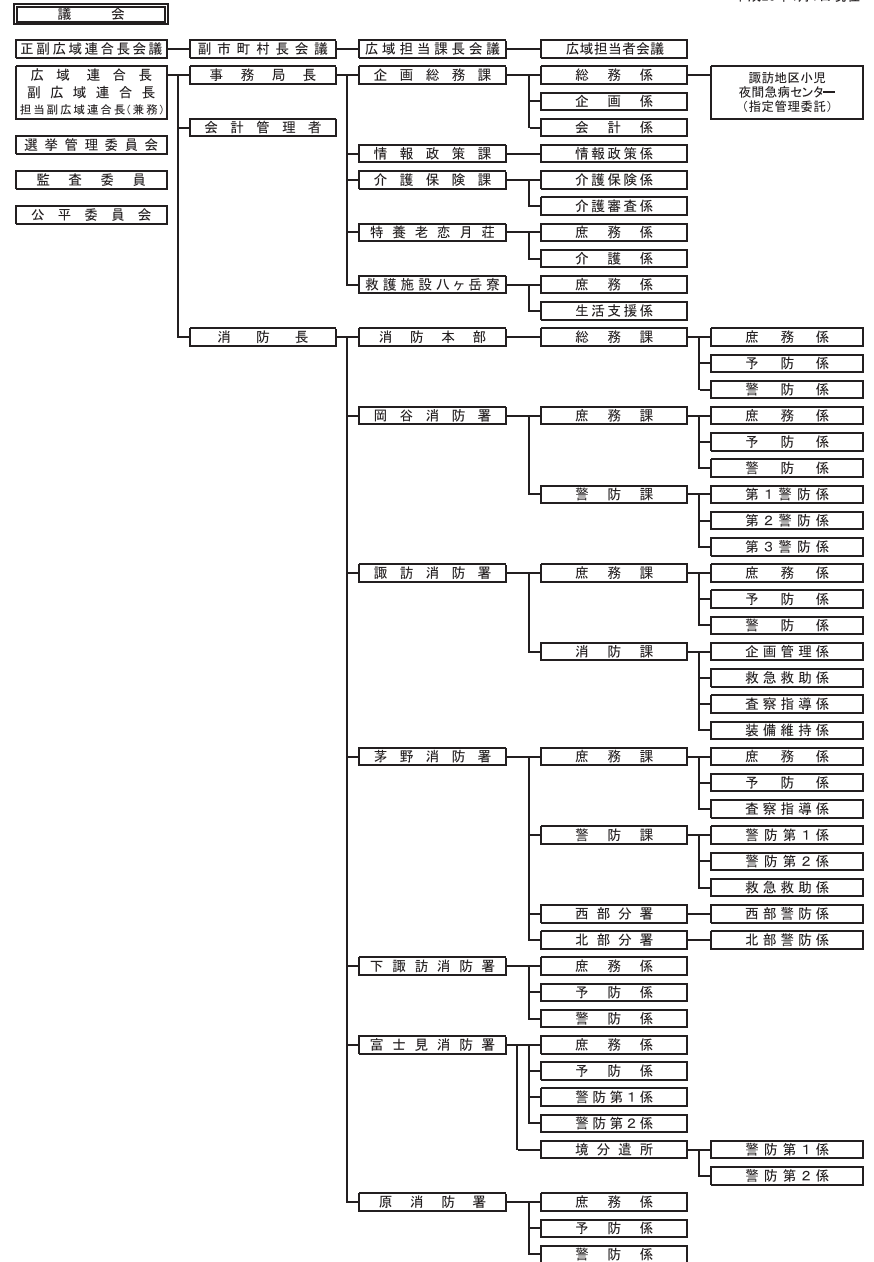 議会
正副広域連合長会議 副市町村長会議 広域担当課長会議 広域担当者会議
広域連合長
副広域連合長
担当副広域連合長(兼務)
事務局長 企画総務課 総務係
諏訪地区小児
夜間急病センター
(指定管理委託)
企画係
会計管理者 会計係
選挙管理委員会
情報政策課 情報政策係
監査委員 介護保険課 介護保険係
公平委員会 介護審査係
特養老恋月荘 庶務係
介護係
救護施設八ヶ岳寮 庶務係
生活支援係
消防長 消防本部 総務課 庶務係
予防係
警防係
岡谷消防署 庶務課 庶務係
予防係
警防係
警防課 第1警防係
第2警防係
第3警防係
諏訪消防署 庶務課 庶務係
予防係
警防係
消防課 企画管理係
救急救助係
査察指導係
装備維持係
茅野消防署 庶務課 庶務係
予防係
査察指導係
警防課 警防第1係
警防第2係
救急救助係
西部分署 西部警防係
北部分署 北部警防係
下諏訪消防署 庶務係
予防係
警防係
富士見消防署 庶務係
予防係
警防第1係
警防第2係
境分遣所 警防第1係
警防第2係
原消防署 庶務係
予防係
警防係